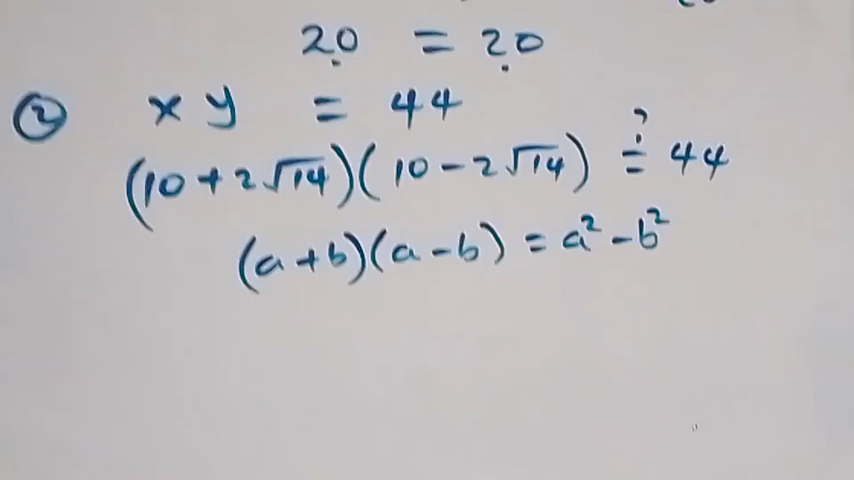 20 = 20
② xy = 44
(10 + 2√14)(10 - 2√14) ≟ 44
(a + b)(a - b) = a² - b²